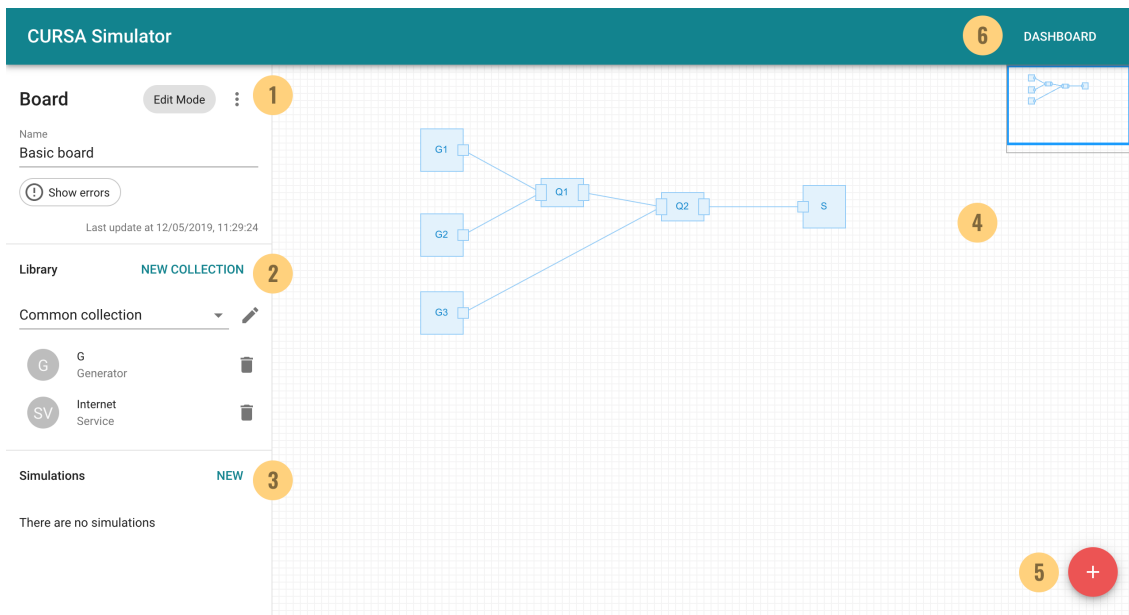 CURSA Simulator
6
DASHBOARD
Board
Edit Mode
1
Name
Basic board
Show errors
Last update at 12/05/2019, 11:29:24
Library
NEW COLLECTION
2
Common collection
G
G
Generator
SV
Internet
Service
Simulations
NEW
3
There are no simulations
G1
Q1
Q2
S
G2
G3
4
5
+